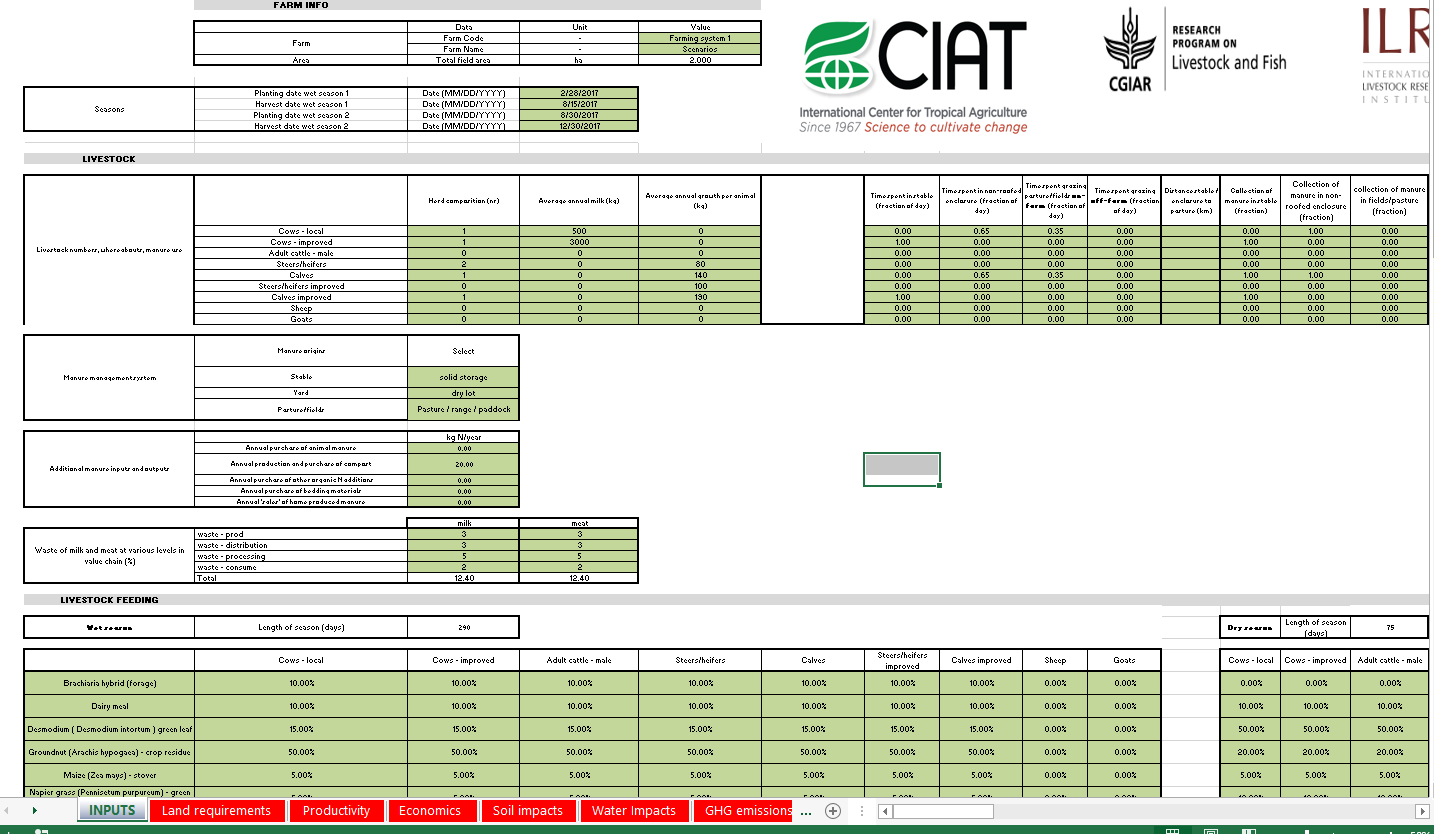 FARM INFO
Farm
Data Unit Value
Farm Code - Farming system 1
Farm Name - Scenarios
Area Total field area ha 2.000
CIAT
International Center for Tropical Agriculture
Since 1967 Science to cultivate change
CGIAR
RESEARCH
PROGRAM ON
Livestock and Fish
ILR
INTERNATIO
LIVESTOCK RESE
INSTITU
Seasons
Planting date wet season 1 Date (MM/DD/YYYY) 2/28/2017
Harvest date wet season 1 Date (MM/DD/YYYY) 8/15/2017
Planting date wet season 2 Date (MM/DD/YYYY) 8/30/2017
Harvest date wet season 2 Date (MM/DD/YYYY) 12/30/2017
LIVESTOCK
Livestock numbers, whereabouts, manure use
Herd composition (nr) Average annual milk (kg) Average annual growth per animal (kg) Time spent in stable (fraction of day) Time spent in non-roofed enclosure (fraction of day) Time spent grazing pasture/fields on-farm (fraction of day) Time spent grazing off-farm (fraction of day) Distance stable / enclosure to pasture (km) Collection of manure in stable (fraction) Collection of manure in non-roofed enclosure (fraction) collection of manure in fields/pasture (fraction)
Cows - local 1 500 0 0.00 0.65 0.35 0.00 0.00 1.00 0.00
Cows - improved 1 3000 0 1.00 0.00 0.00 0.00 1.00 0.00 0.00
Adult cattle - male 0 0 0 0.00 0.00 0.00 0.00 0.00 0.00 0.00
Steers/heifers 2 0 80 0.00 0.00 0.00 0.00 0.00 0.00 0.00
Calves 1 0 140 0.00 0.65 0.35 0.00 1.00 1.00 0.00
Steers/heifers improved 0 0 100 0.00 0.00 0.00 0.00 0.00 0.00 0.00
Calves improved 1 0 190 1.00 0.00 0.00 0.00 1.00 0.00 0.00
Sheep 0 0 0 0.00 0.00 0.00 0.00 0.00 0.00 0.00
Goats 0 0 0 0.00 0.00 0.00 0.00 0.00 0.00 0.00
Manure management system
Manure origins Select
Stable solid storage
Yard dry lot
Pasture/fields Pasture / range / paddock
Additional manure inputs and outputs
kg N/year
Annual purchase of animal manure 0.00
Annual production and purchase of compost 20.00
Annual purchase of other organic N additions 0.00
Annual purchase of bedding materials 0.00
Annual 'sales' of home produced manure 0.00
Waste of milk and meat at various levels in
value chain (%)
milk meat
waste - prod 3 3
waste - distribution 3 3
waste - processing 5 5
waste - consume 2 2
Total 12.40 12.40
LIVESTOCK FEEDING
Wet season Length of season (days) 290 Dry season Length of season (days) 75
Cows - local Cows - improved Adult cattle - male Steers/heifers Calves Steers/heifers improved Calves improved Sheep Goats Cows - local Cows - improved Adult cattle - male
Brachiaria hybrid (forage) 10.00% 10.00% 10.00% 10.00% 10.00% 10.00% 10.00% 0.00% 0.00% 0.00% 0.00% 0.00%
Dairy meal 10.00% 10.00% 10.00% 10.00% 10.00% 10.00% 10.00% 0.00% 0.00% 10.00% 10.00% 10.00%
Desmodium ( Desmodium intortum ) green leaf 15.00% 15.00% 15.00% 15.00% 15.00% 15.00% 15.00% 0.00% 0.00% 50.00% 50.00% 50.00%
Groundnut (Arachis hypogaea) - crop residue 50.00% 50.00% 50.00% 50.00% 50.00% 50.00% 50.00% 0.00% 0.00% 20.00% 20.00% 20.00%
Maize (Zea mays) - stover 5.00% 5.00% 5.00% 5.00% 5.00% 5.00% 5.00% 0.00% 0.00% 5.00% 5.00% 5.00%
Napier grass (Pennisetum purpureum) - green
INPUTS Land requirements Productivity Economics Soil impacts Water Impacts GHG emissions ...